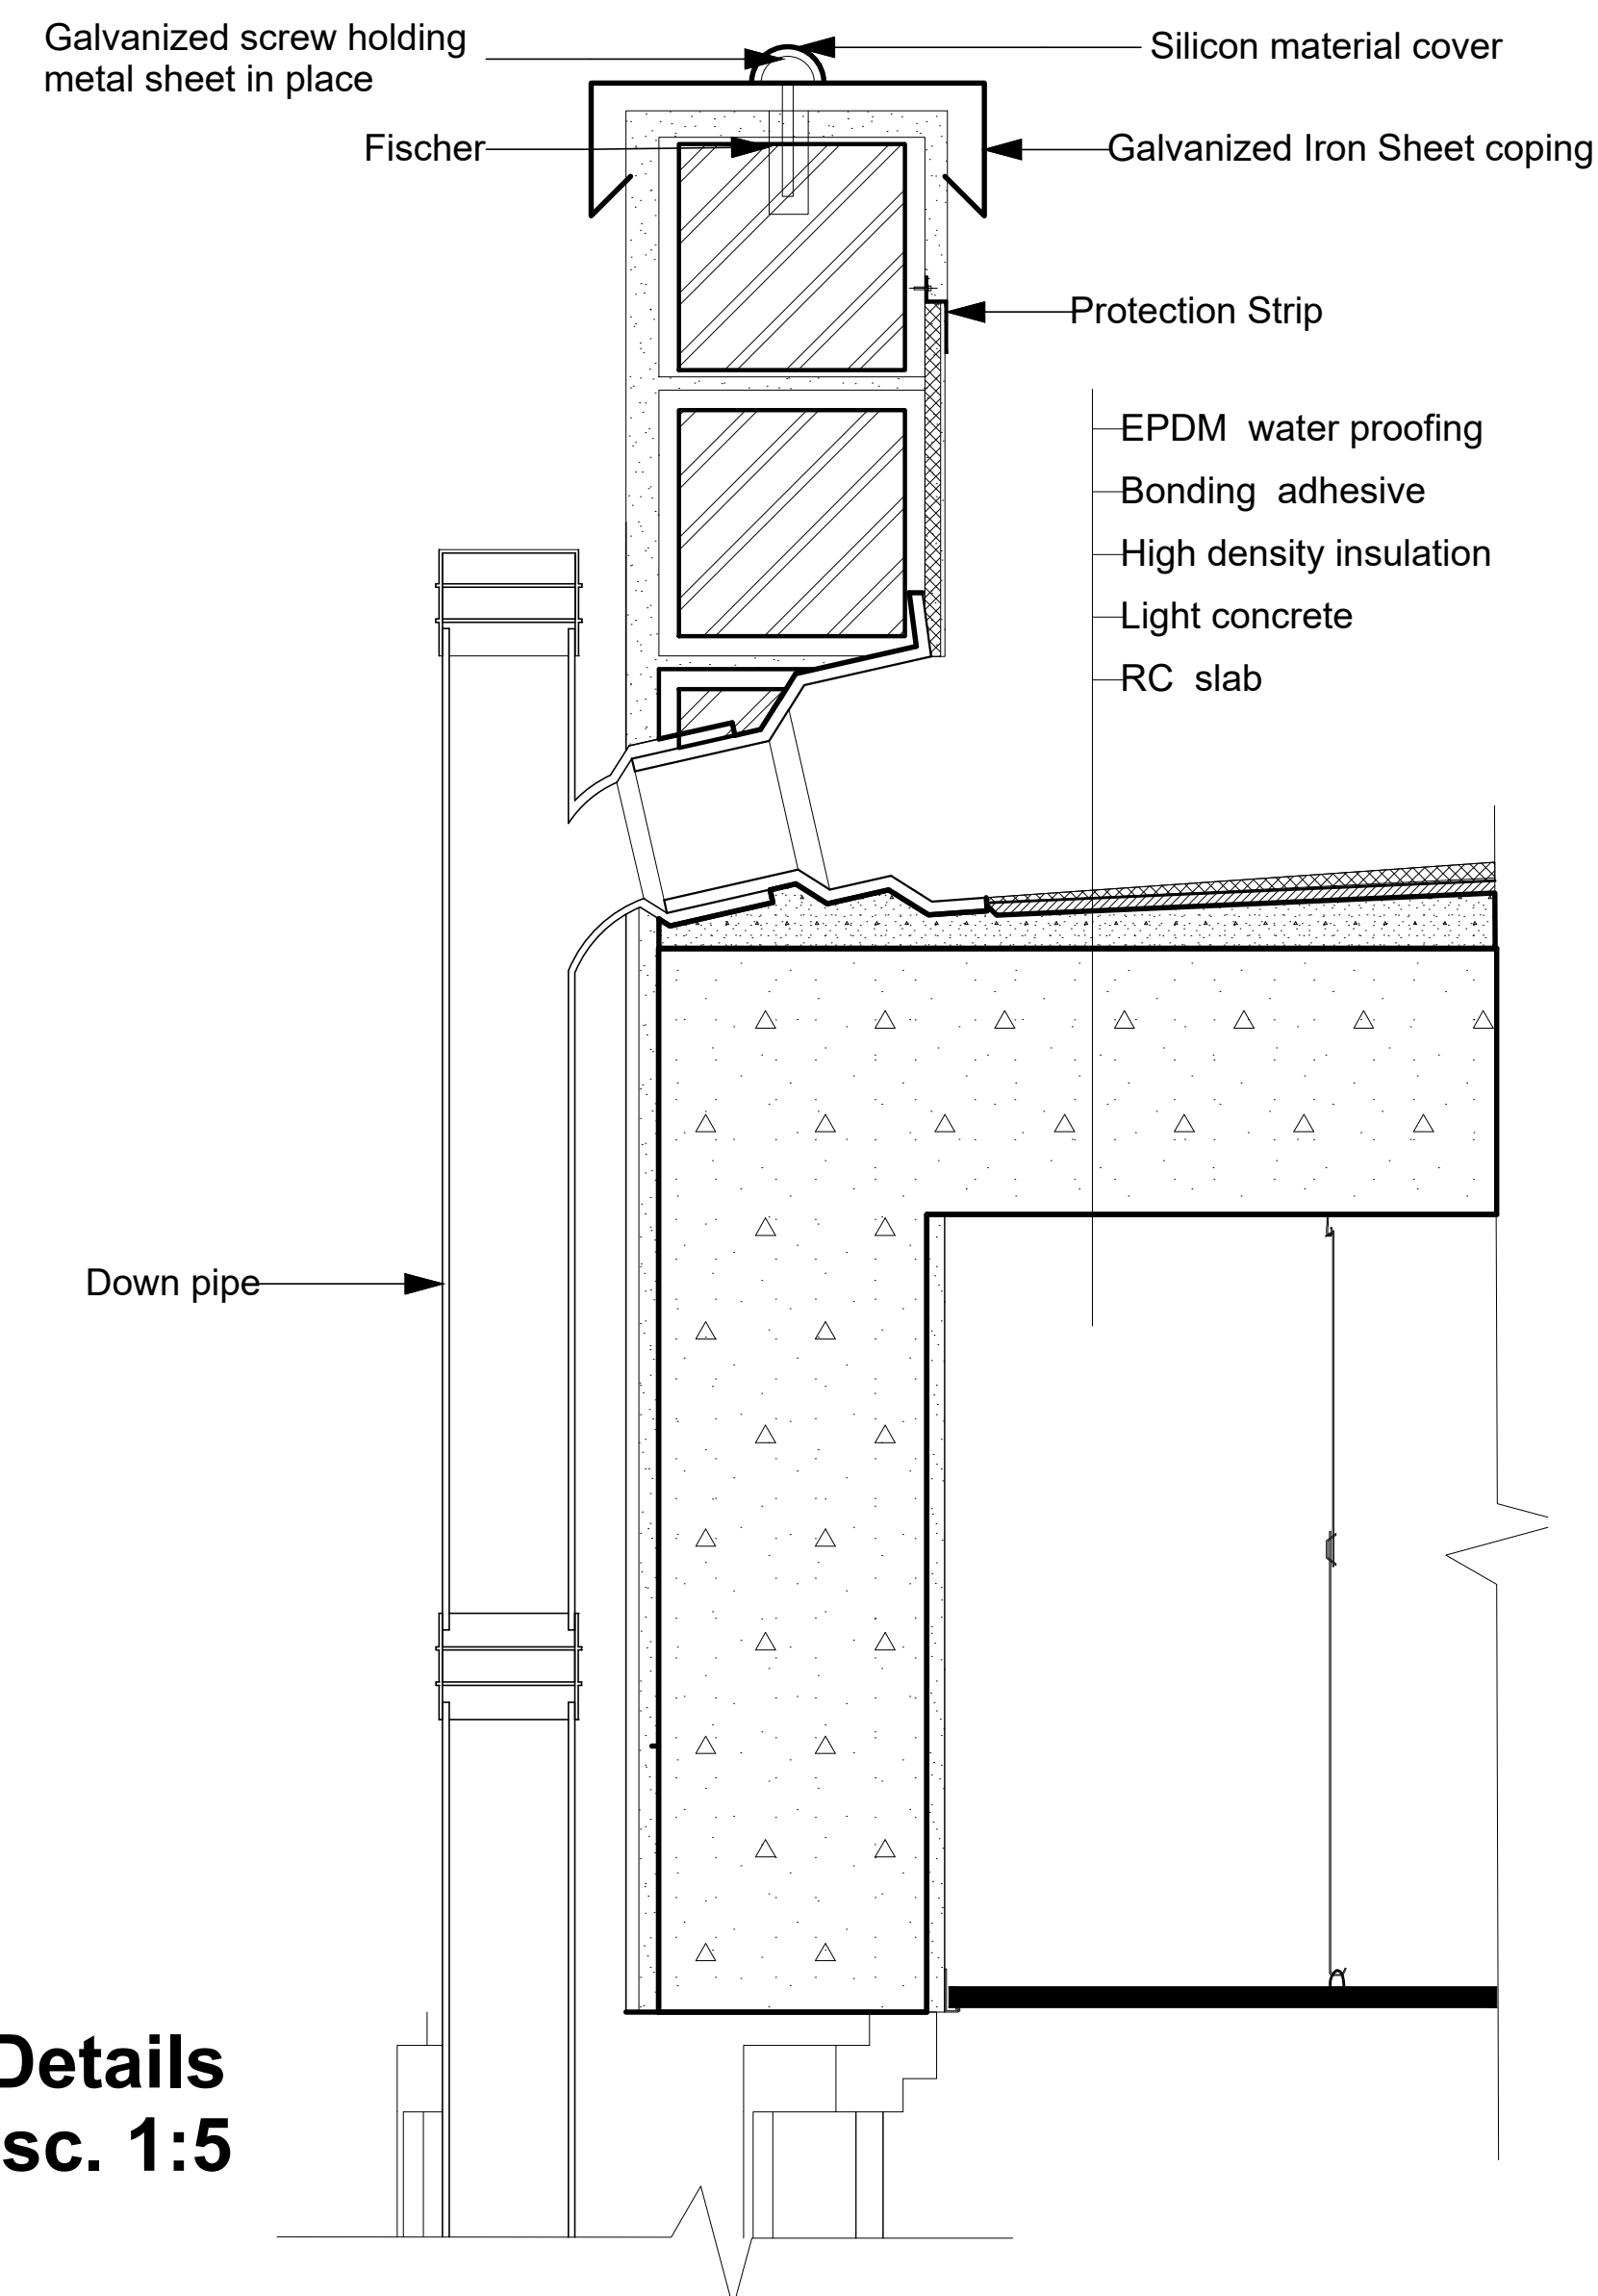 Galvanized screw holding
metal sheet in place
Silicon material cover
Fischer
Galvanized Iron Sheet coping
Protection Strip
EPDM water proofing
Bonding adhesive
High density insulation
Light concrete
RC slab
Down pipe
Details
sc. 1:5